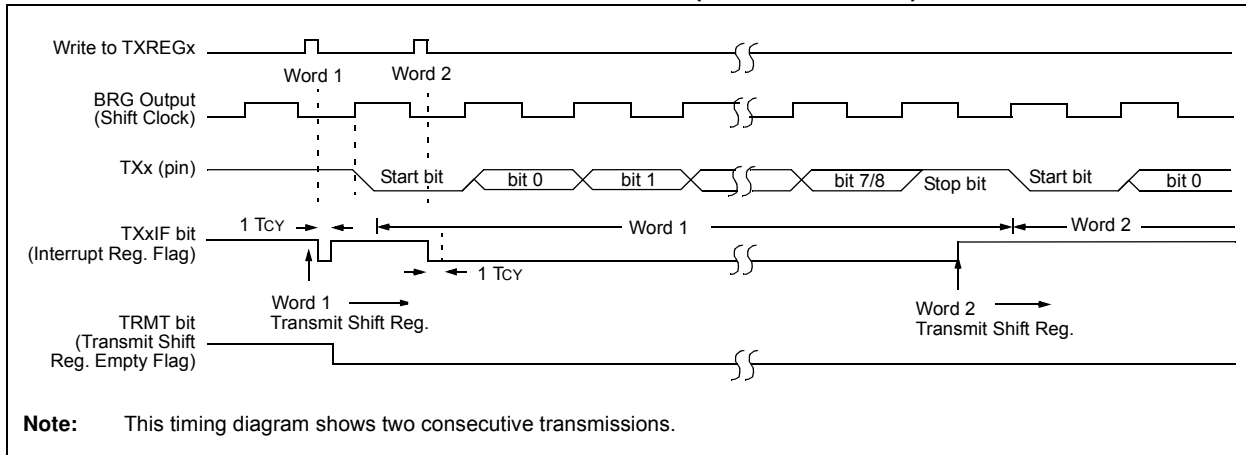 Write to TXREGx
Word 1
Word 2
BRG Output
(Shift Clock)
TXx (pin)
Start bit
bit 0
bit 1
bit 7/8
Stop bit
Start bit
bit 0
1 TCY
Word 1
Word 2
TXxIF bit
(Interrupt Reg. Flag)
1 TCY
Word 1
Transmit Shift Reg.
Word 2
Transmit Shift Reg.
TRMT bit
(Transmit Shift
Reg. Empty Flag)
Note: This timing diagram shows two consecutive transmissions.